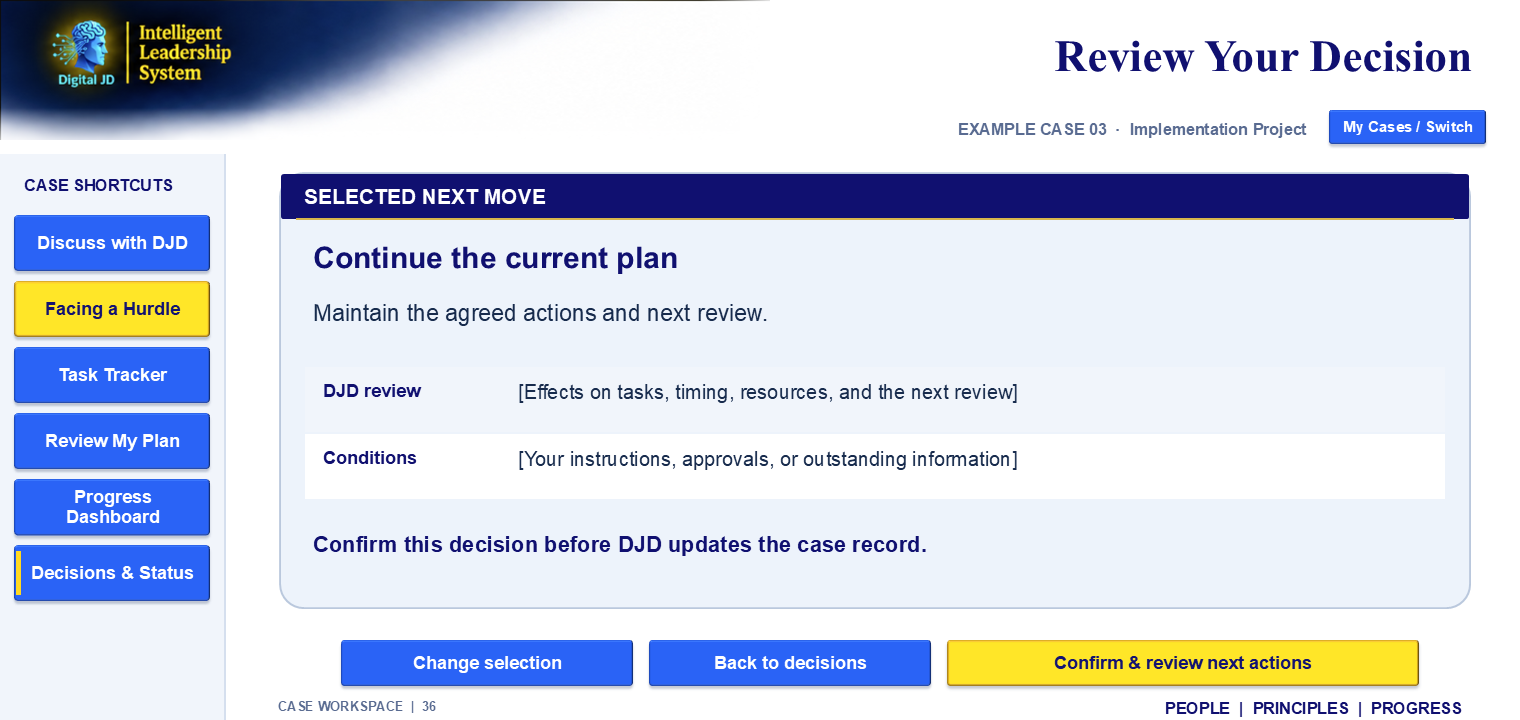 Digital JD
Intelligent
Leadership
System
Review Your Decision
EXAMPLE CASE 03 · Implementation Project
My Cases / Switch
CASE SHORTCUTS
Discuss with DJD
Facing a Hurdle
Task Tracker
Review My Plan
Progress
Dashboard
Decisions & Status
SELECTED NEXT MOVE
Continue the current plan
Maintain the agreed actions and next review.
DJD review [Effects on tasks, timing, resources, and the next review]
Conditions [Your instructions, approvals, or outstanding information]
Confirm this decision before DJD updates the case record.
Change selection
Back to decisions
Confirm & review next actions
CASE WORKSPACE | 36
PEOPLE | PRINCIPLES | PROGRESS